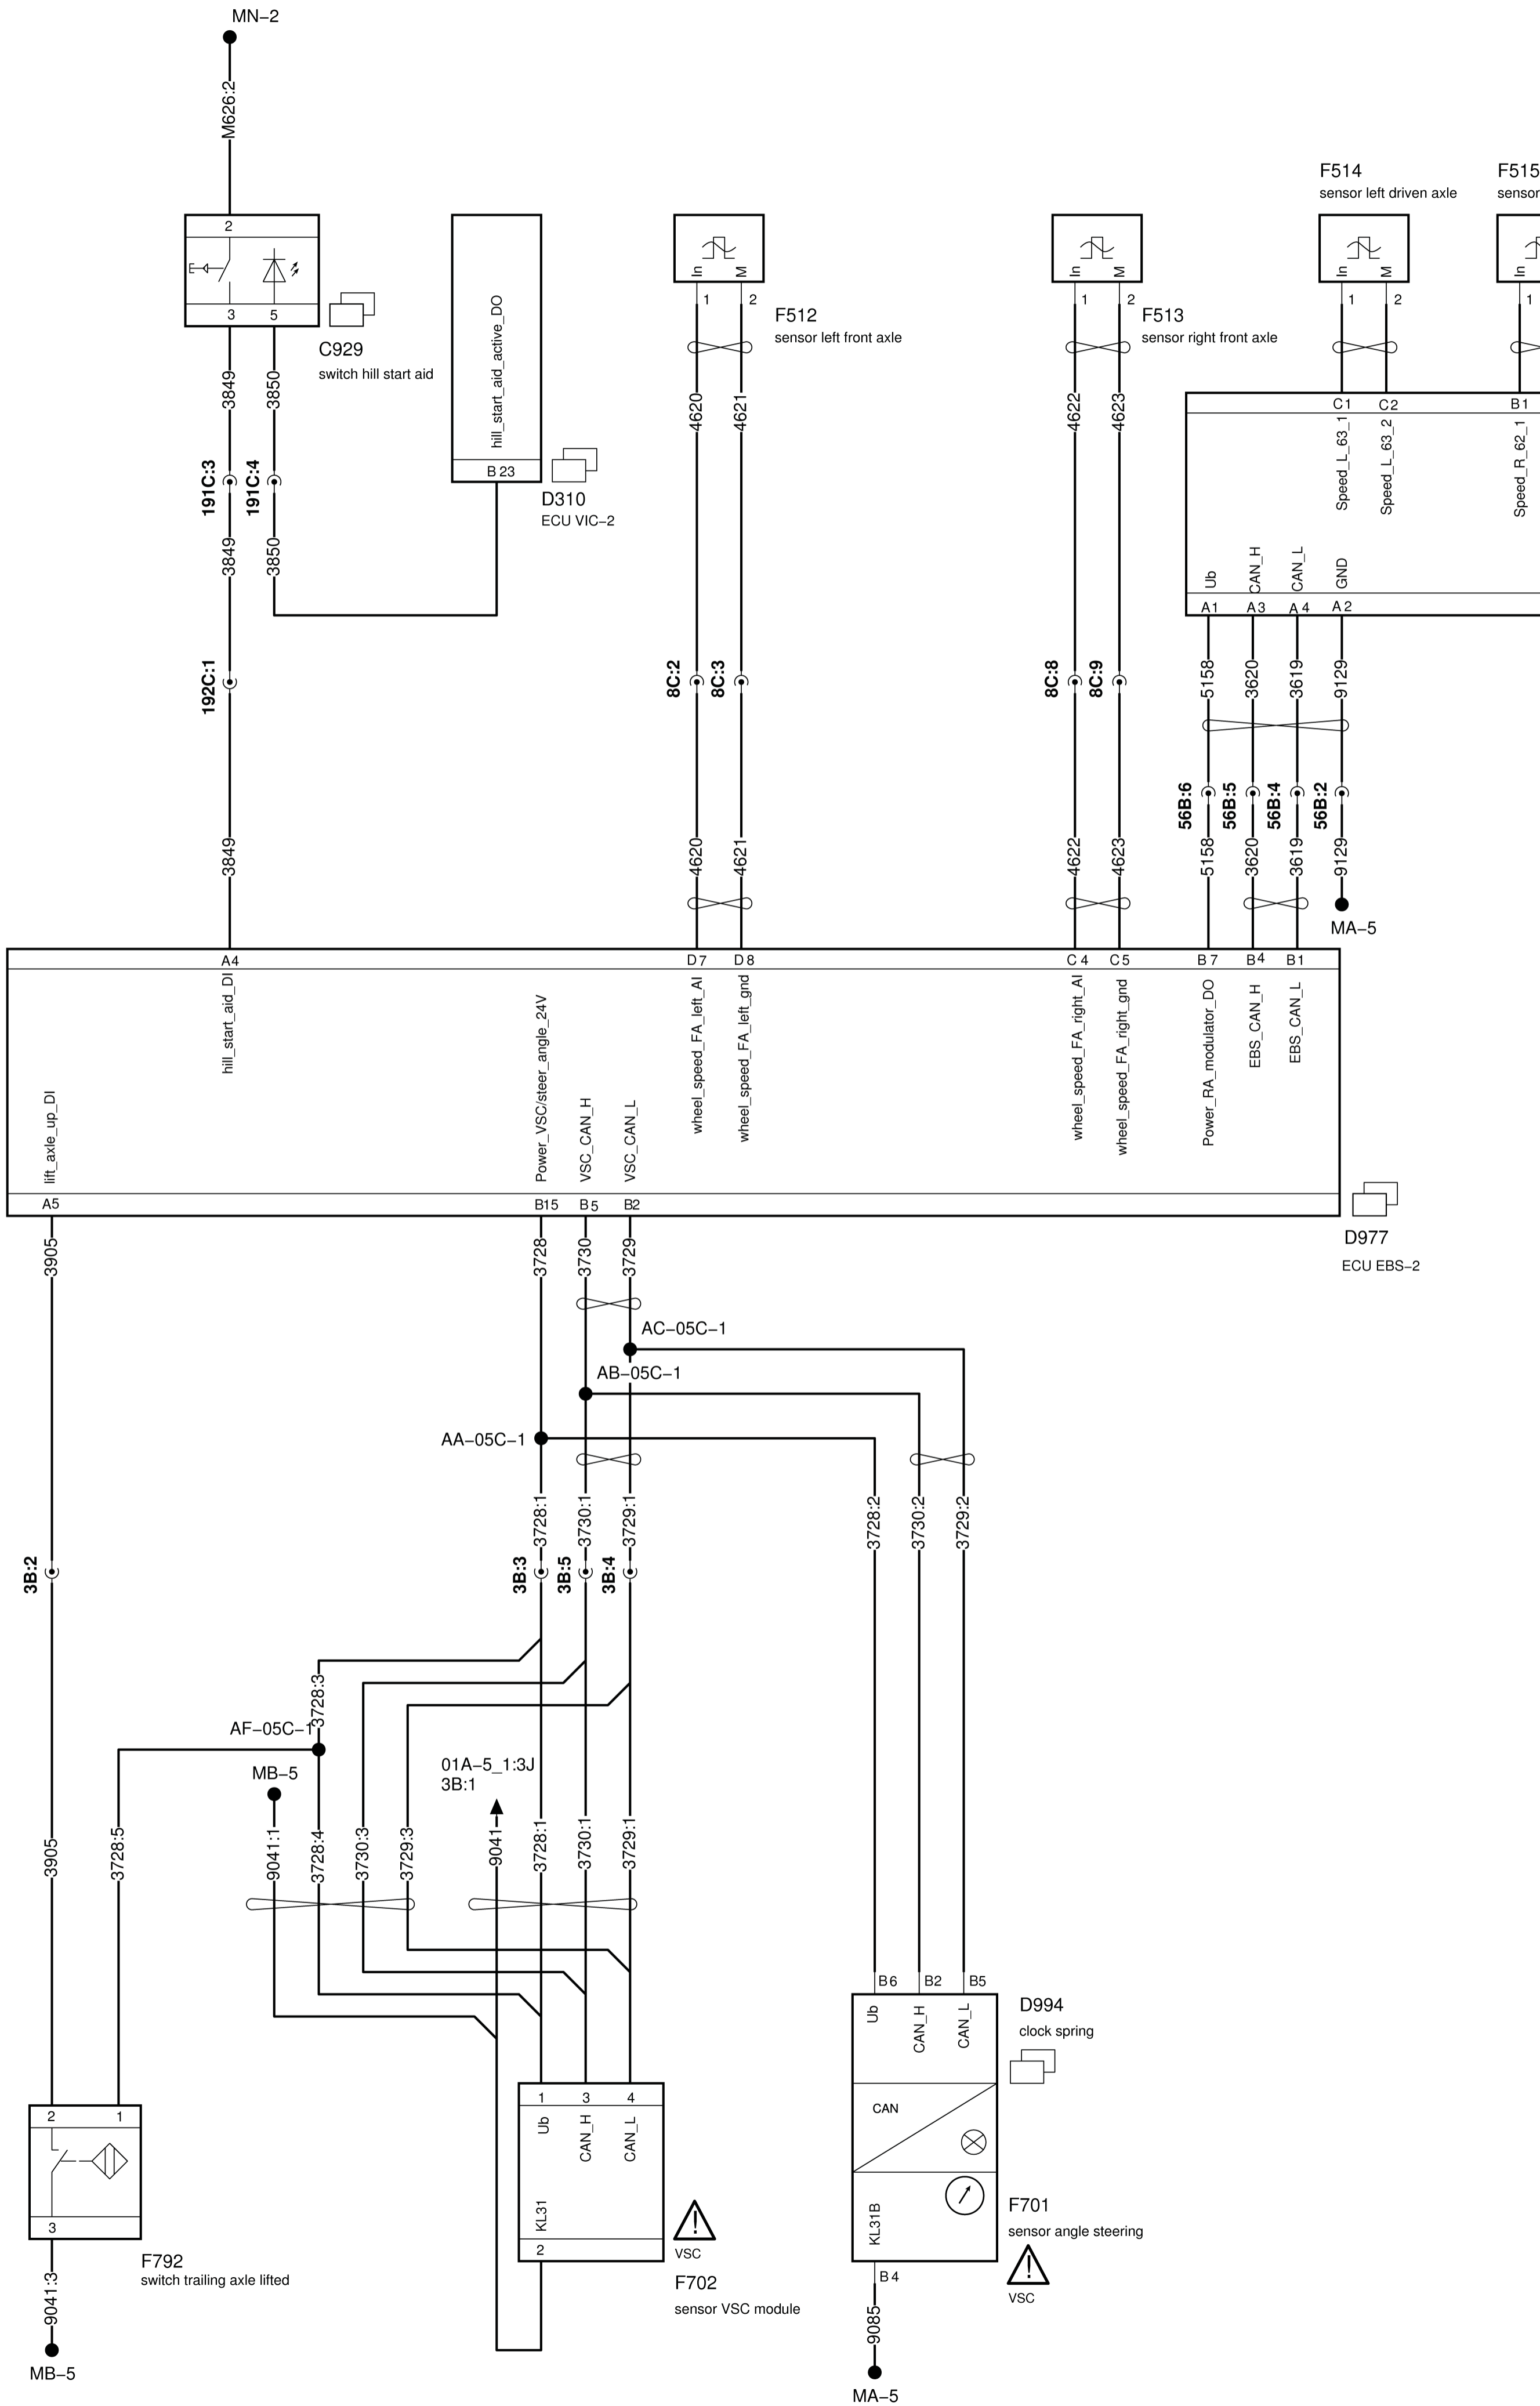 MN−2
M626:2
2
3
5
C929
switch hill start aid
3849
3850
191C:3
191C:4
3849
3850
192C:1
3849
hill_start_aid_active_DO
B 23
D310
ECU VIC−2
In
M
1
2
F512
sensor left front axle
4620
4621
8C:2
8C:3
4620
4621
In
M
1
2
F513
sensor right front axle
4622
4623
8C:8
8C:9
4622
4623
F514
sensor left driven axle
In
M
1
2
F515
sensor
In
1
C1
C2
B1
Speed_L_63_1
Speed_L_63_2
Speed_R_62_1
Ub
CAN_H
CAN_L
GND
A1
A3
A4
A2
5158
3620
3619
9129
56B:6
56B:5
56B:4
56B:2
5158
3620
3619
9129
MA−5
A4
D7
D8
C4
C5
B7
B4
B1
hill_start_aid_DI
wheel_speed_FA_left_AI
wheel_speed_FA_left_gnd
wheel_speed_FA_right_AI
wheel_speed_FA_right_gnd
Power_RA_modulator_DO
EBS_CAN_H
EBS_CAN_L
lift_axle_up_DI
Power_VSC/steer_angle_24V
VSC_CAN_H
VSC_CAN_L
A5
B15
B5
B2
D977
ECU EBS−2
3905
3728
3730
3729
AC−05C−1
AB−05C−1
AA−05C−1
3728:1
3730:1
3729:1
3728:2
3730:2
3729:2
3B:2
3B:3
3B:5
3B:4
3728:3
AF−05C−1
MB−5
01A−5_1:3J
3B:1
3905
3728:5
9041:1
3728:4
3730:3
3729:3
9041
3728:1
3730:1
3729:1
B6
B2
B5
Ub
CAN_H
CAN_L
D994
clock spring
CAN
KL31B
F701
sensor angle steering
VSC
B4
9085
MA−5
2
1
3
F792
switch trailing axle lifted
9041:3
MB−5
1
3
4
Ub
CAN_H
CAN_L
KL31
2
VSC
F702
sensor VSC module